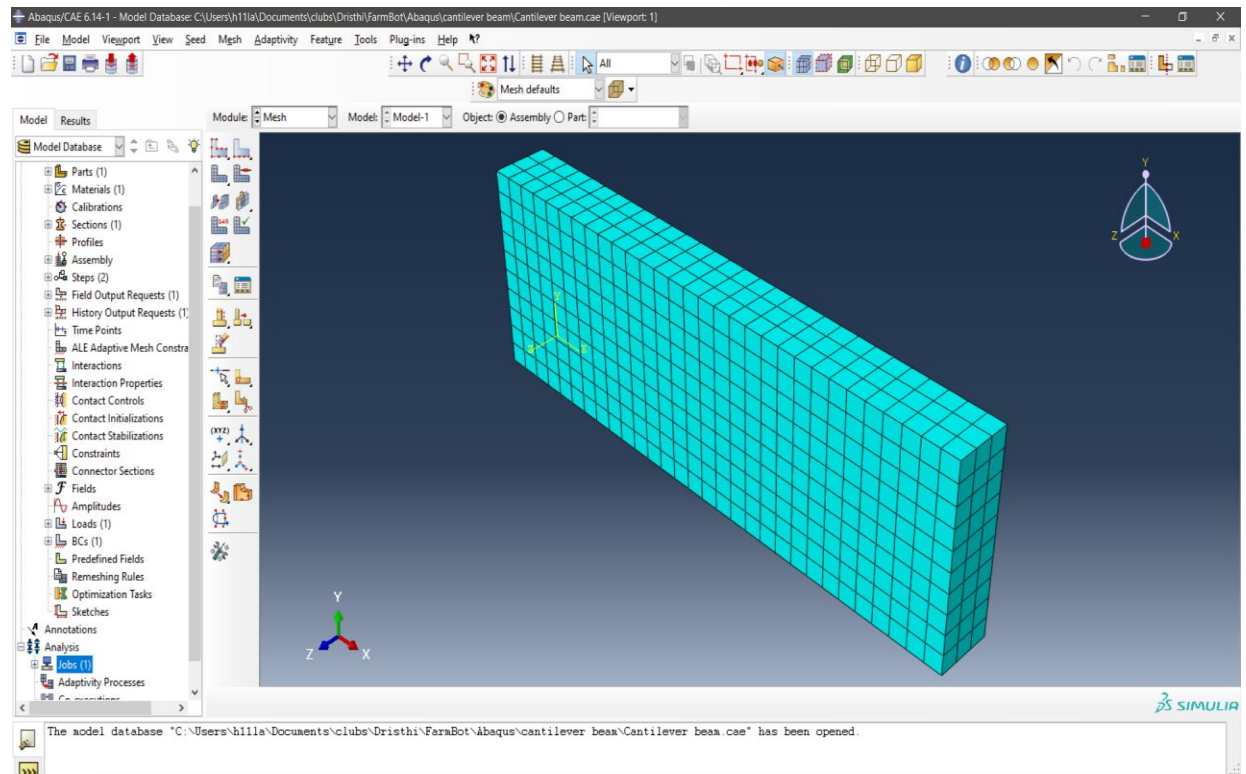 Abaqus/CAE 6.14-1 - Model Database: C:\Users\h11la\Documents\clubs\Dristhi\FarmBot\Abaqus\cantilever beam\Cantilever beam.cae [Viewport: 1]
File Model Viewport View Seed Mesh Adaptivity Feature Tools Plug-ins Help
All
Mesh defaults
Model Results
Module: Mesh Model: Model-1 Object: Assembly Part:
Model Database
Parts (1)
Materials (1)
Calibrations
Sections (1)
Profiles
Assembly
Steps (2)
Field Output Requests (1)
History Output Requests (1)
Time Points
ALE Adaptive Mesh Constra
Interactions
Interaction Properties
Contact Controls
Contact Initializations
Contact Stabilizations
Constraints
Connector Sections
Fields
Amplitudes
Loads (1)
BCs (1)
Predefined Fields
Remeshing Rules
Optimization Tasks
Sketches
Annotations
Analysis
Jobs (1)
Adaptivity Processes
(XYZ)
Y
Z
X
Y
Z
X
SIMULIA
The model database "C:\Users\h11la\Documents\clubs\Dristhi\FarmBot\Abaqus\cantilever beam\Cantilever beam.cae" has been opened.
>>>